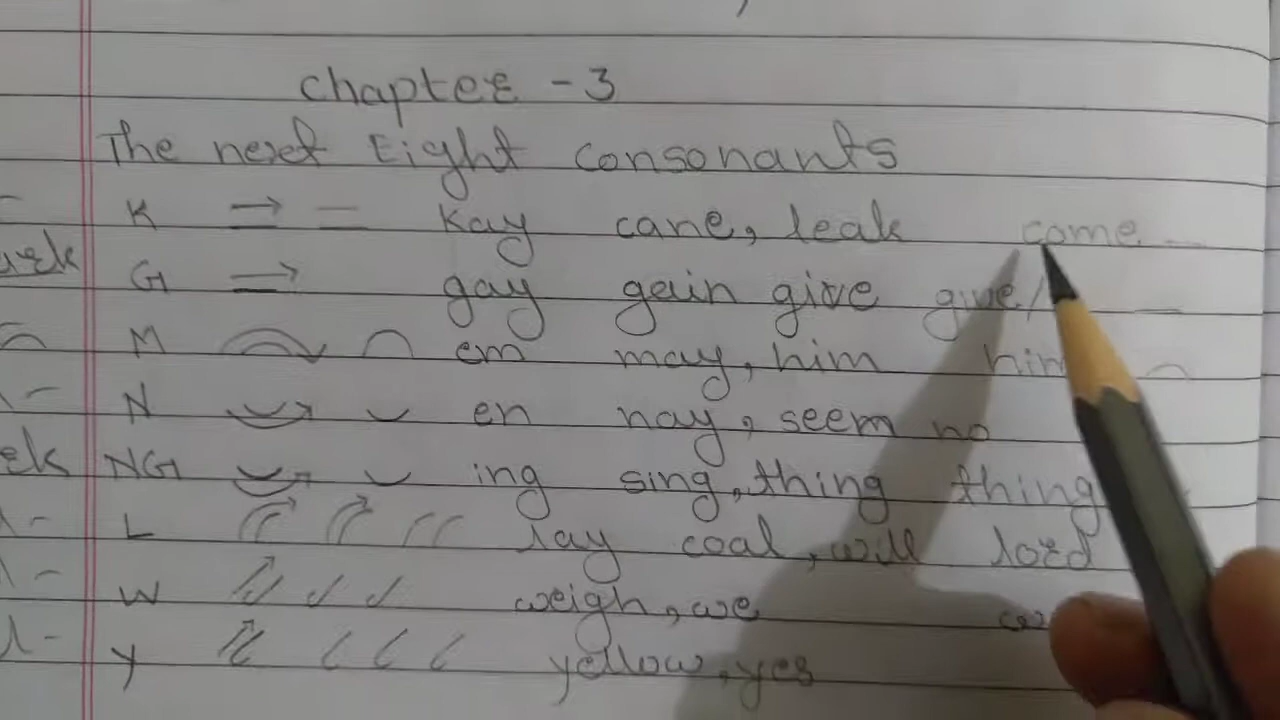 Chapter - 3
The next Eight consonants
K kay cane, leak come
G gay gain give give/
M em may, him him
N en nay, seem no
NG ing sing, thing thing
L lay coal, will lord
W weigh, we
Y yellow, yes